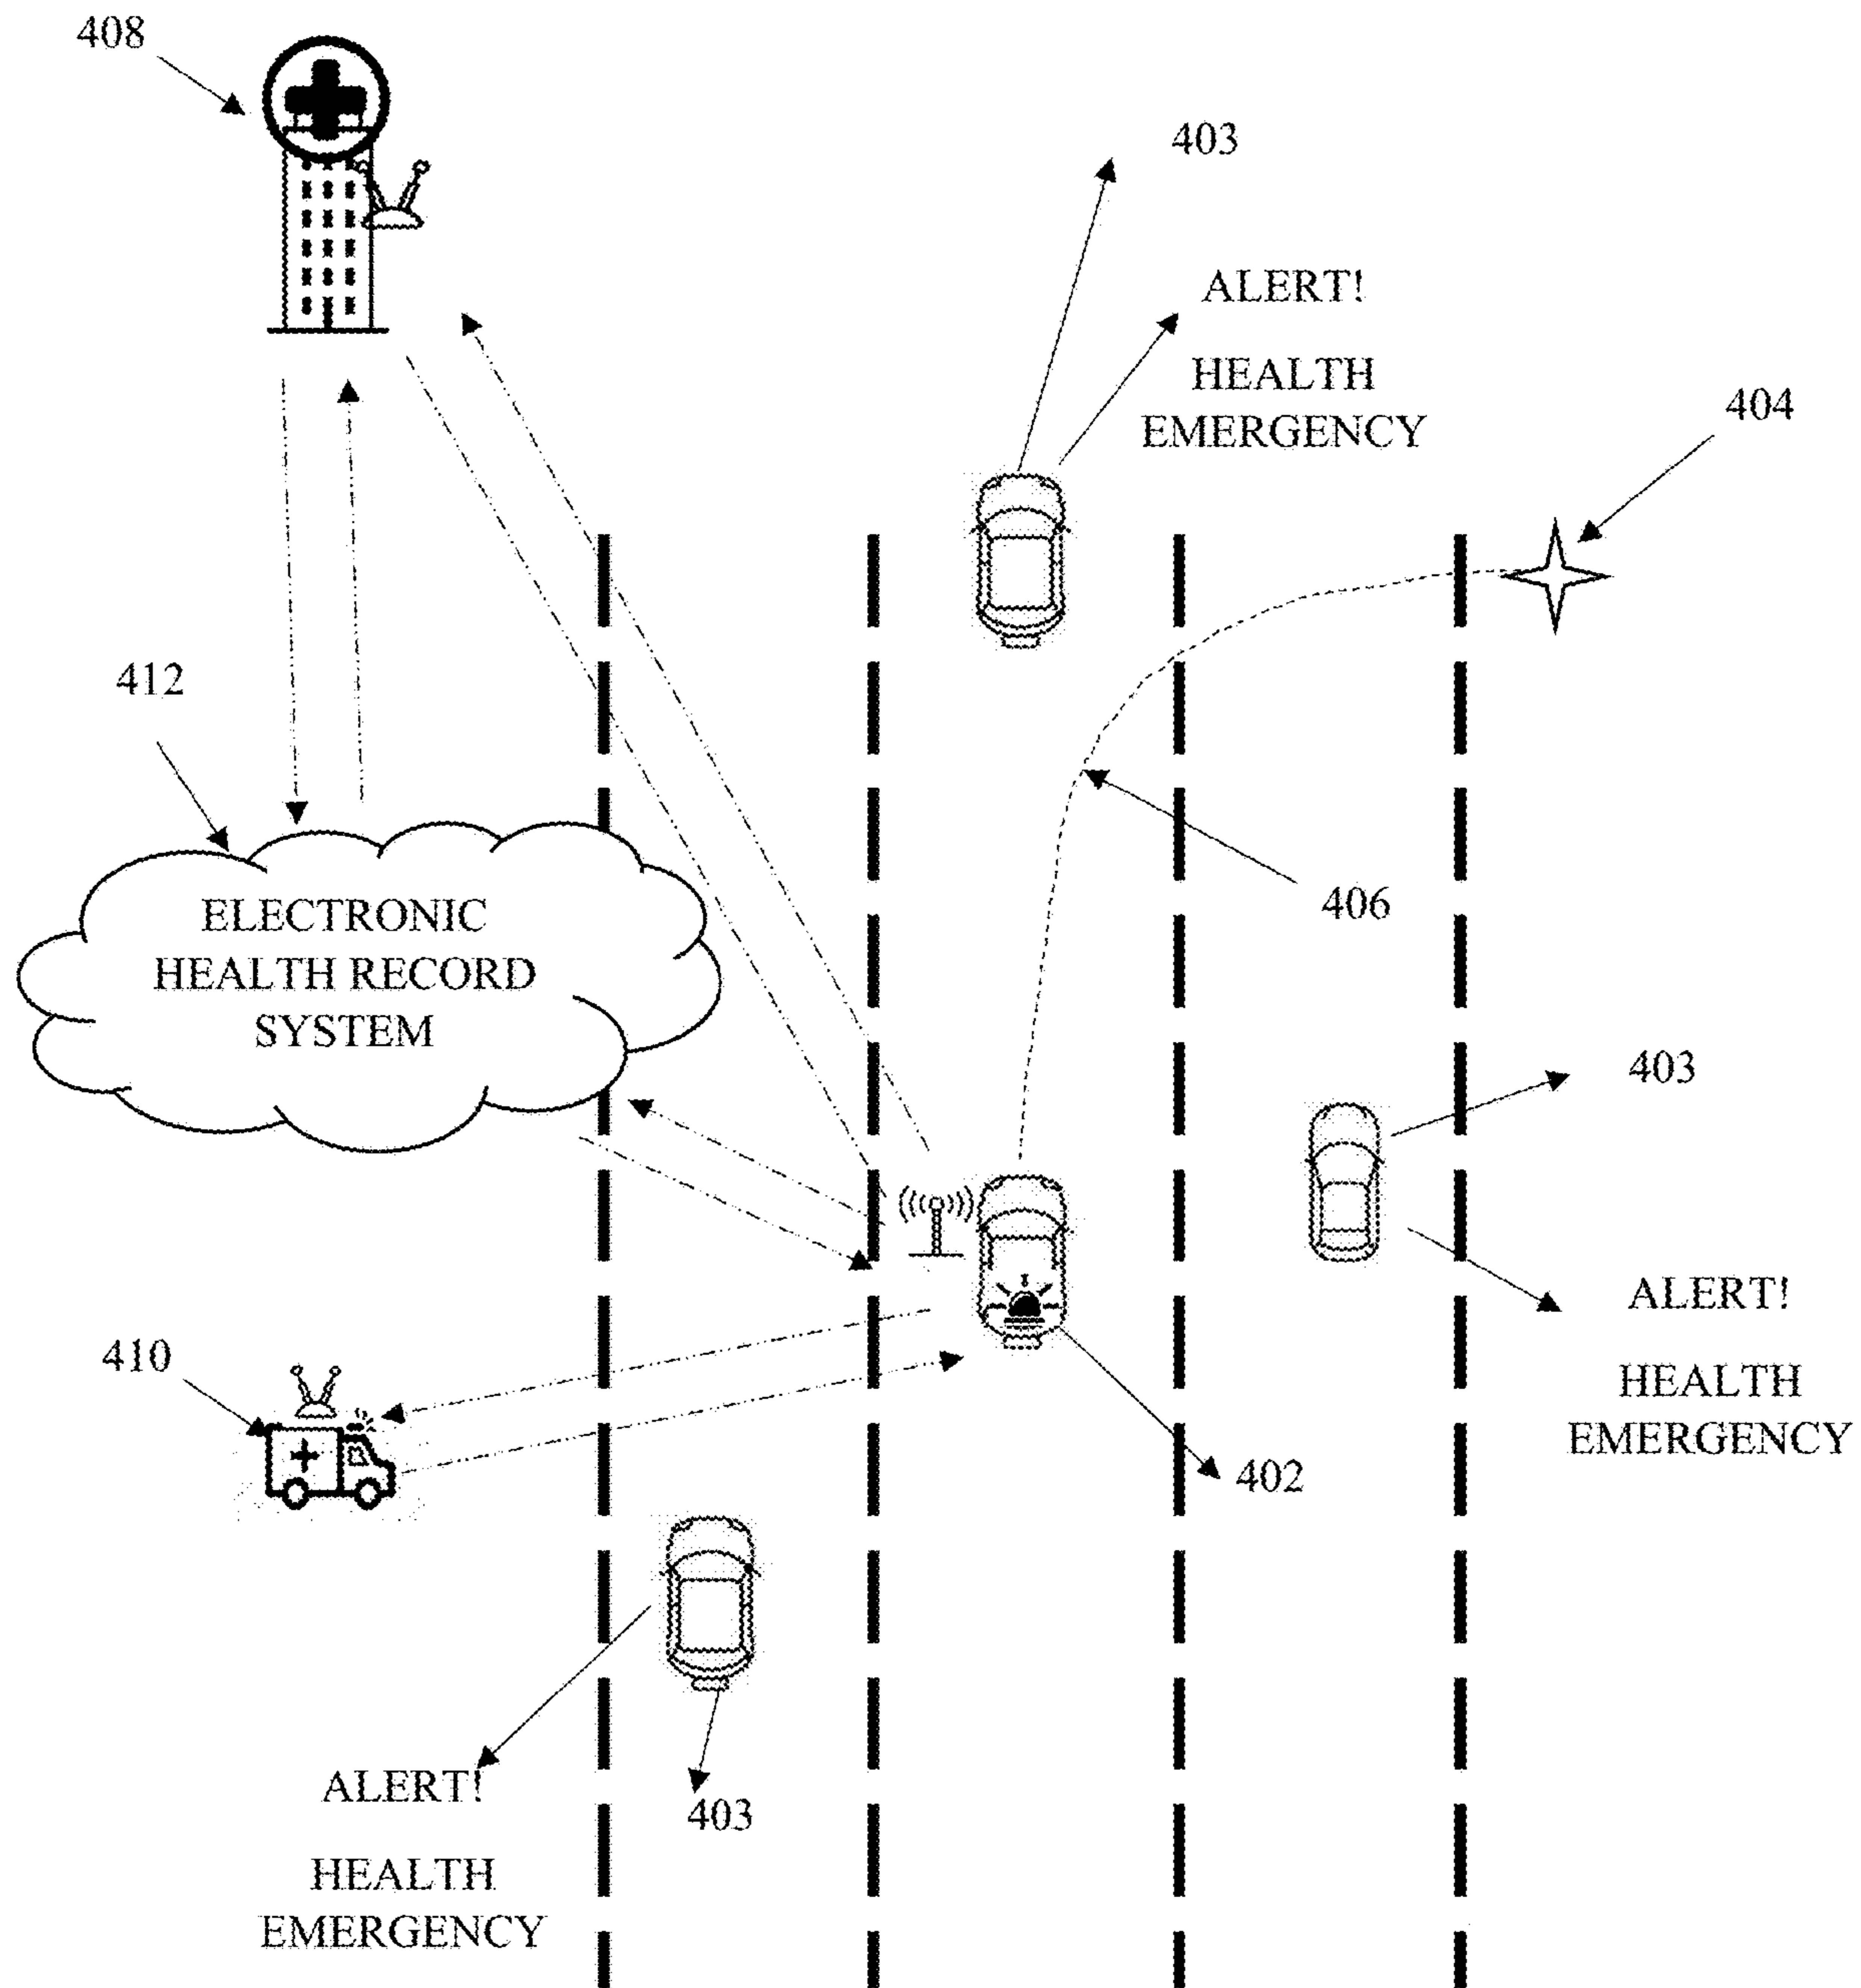 408
403
ALERT!
HEALTH
EMERGENCY
404
412
406
ELECTRONIC
HEALTH RECORD
SYSTEM
403
ALERT!
HEALTH
EMERGENCY
410
402
ALERT!
403
HEALTH
EMERGENCY